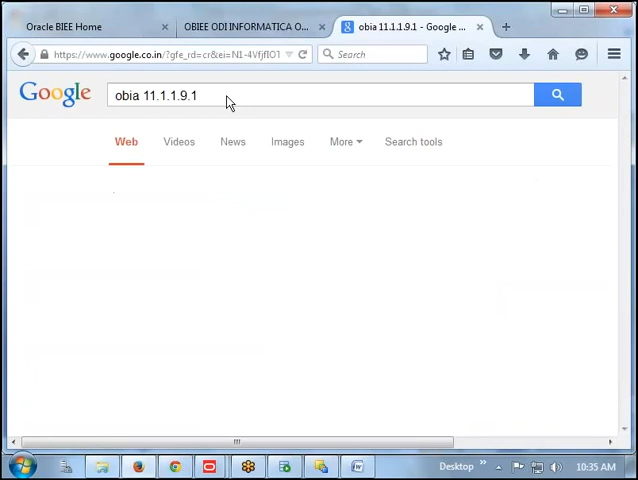 Oracle BIEE Home
OBIEE ODI INFORMATICA O...
obia 11.1.1.9.1 - Google ...
https://www.google.co.in/?gfe_rd=cr&ei=N1-4VfjfIOT
Search
Google
obia 11.1.1.9.1
Web
Videos
News
Images
More
Search tools
Desktop
10:35 AM